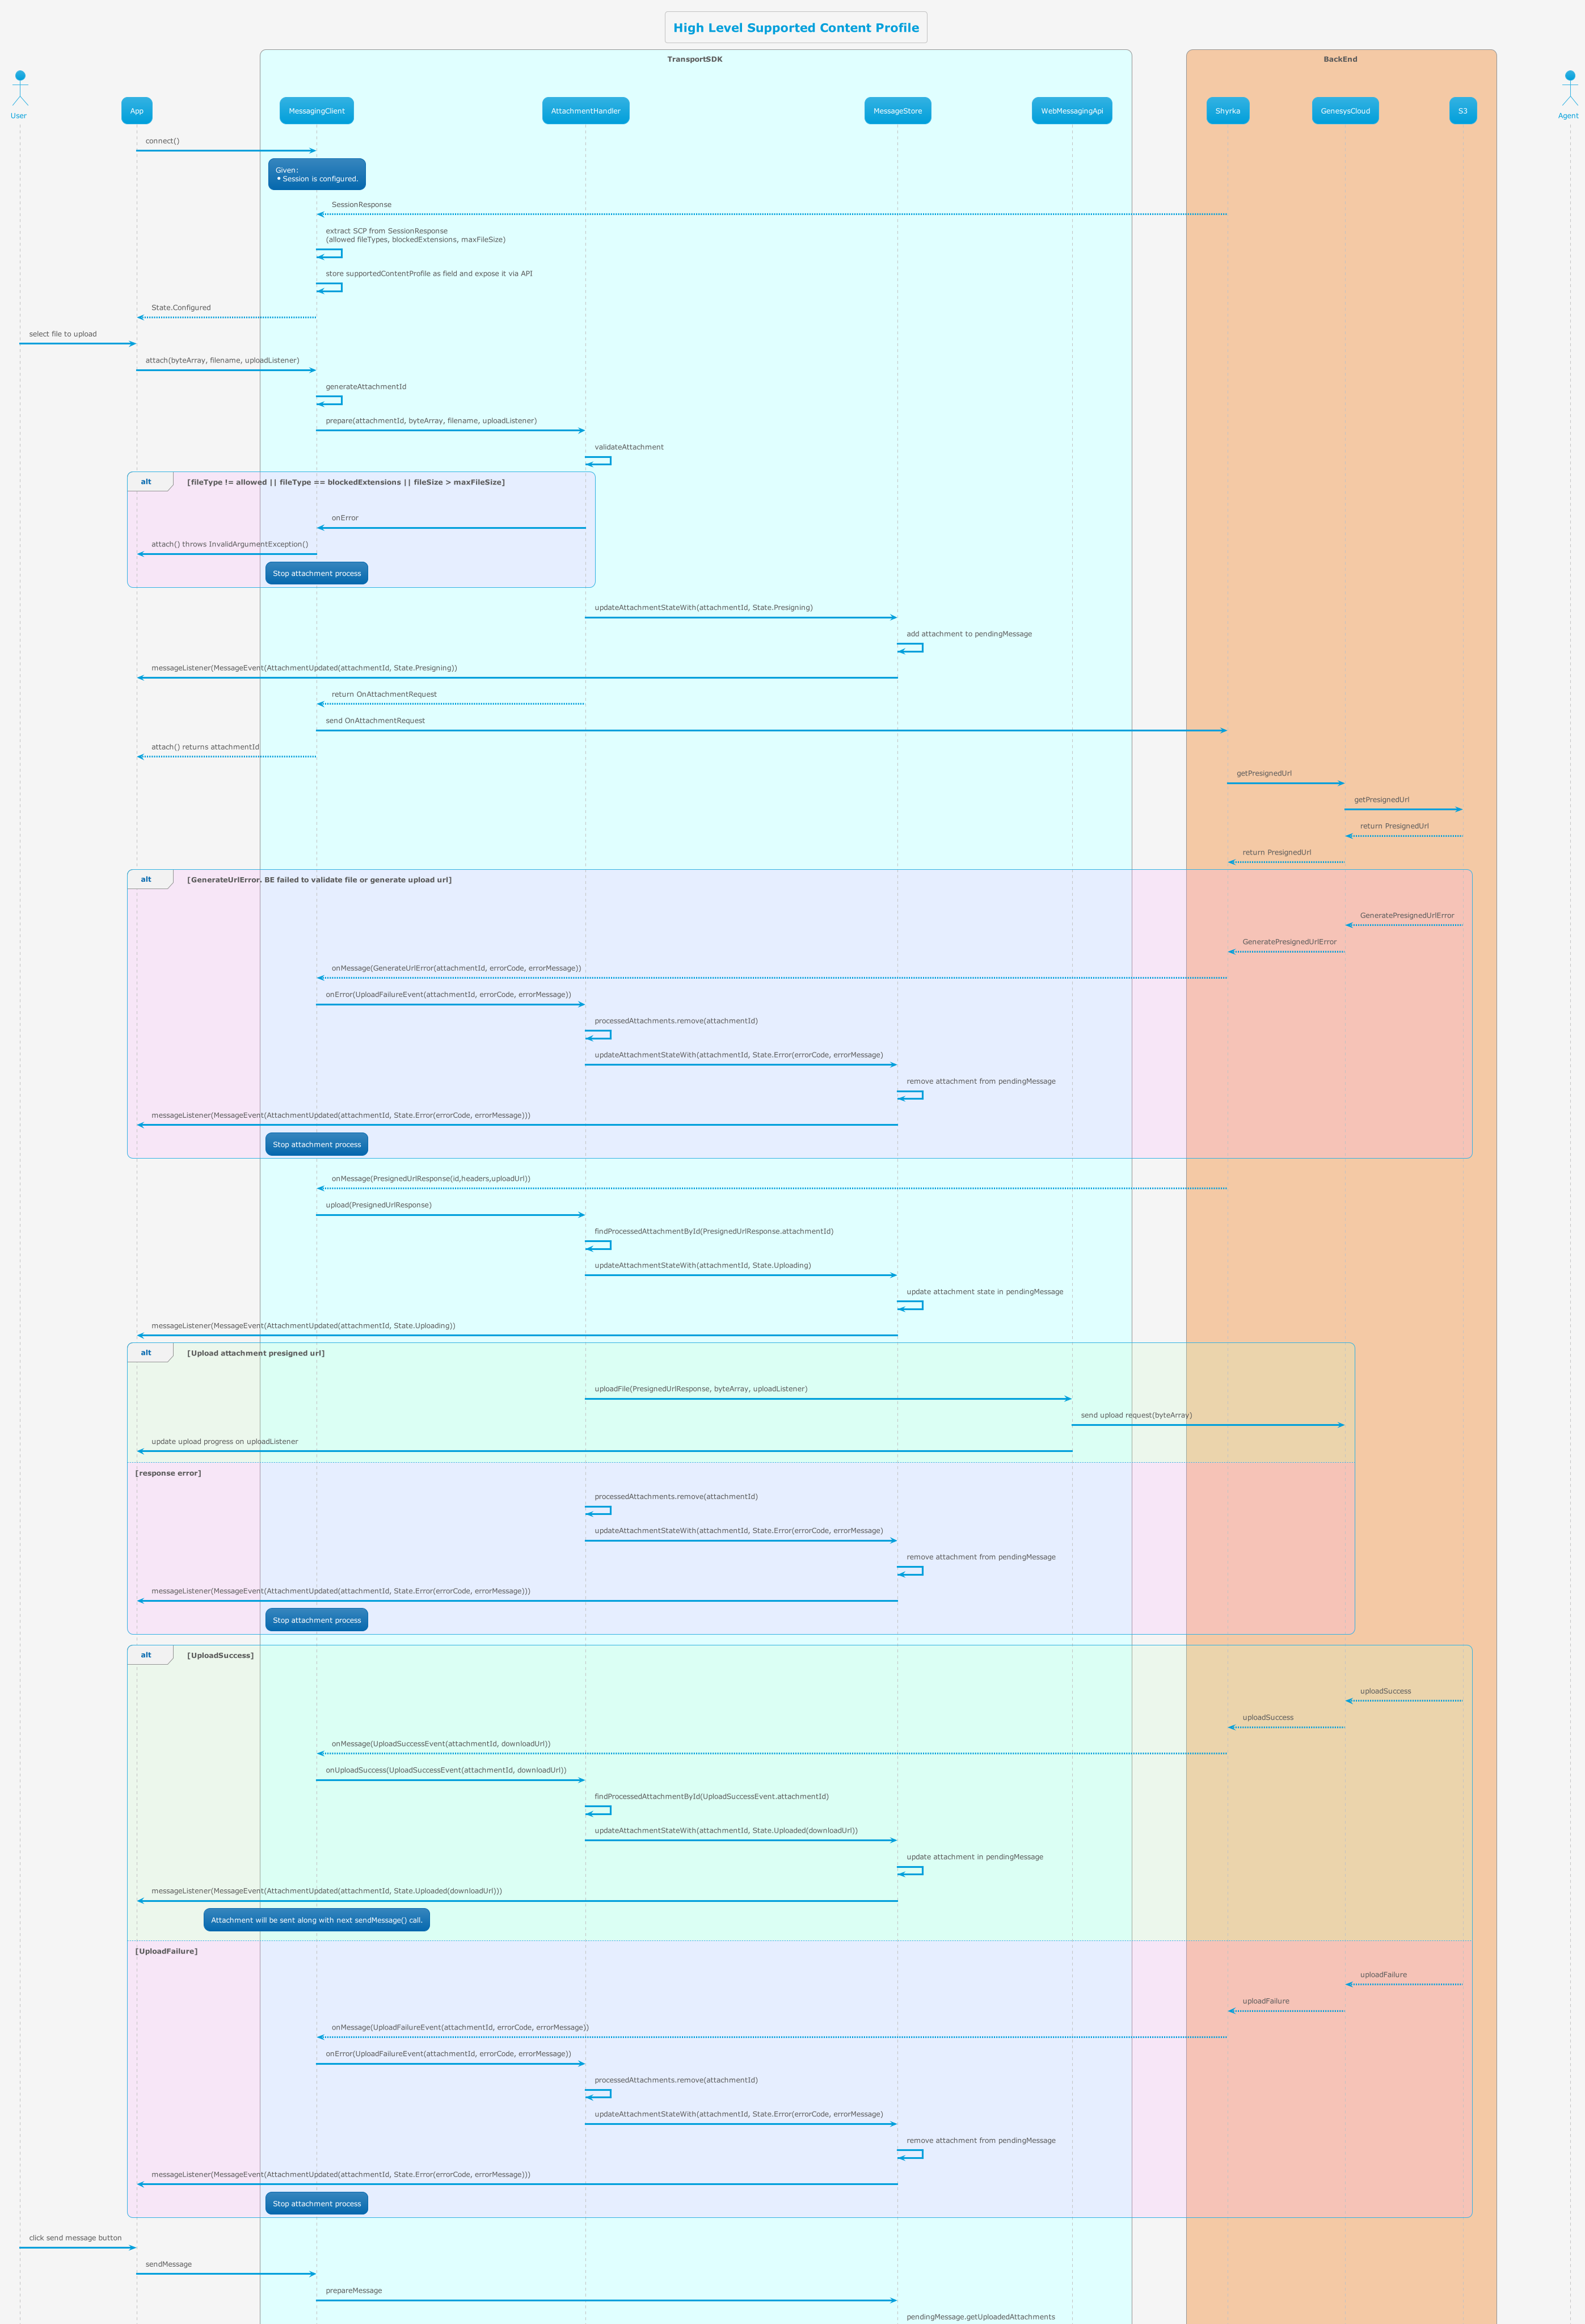 High Level Supported Content Profile
TransportSDK
BackEnd
User
App
MessagingClient
AttachmentHandler
MessageStore
WebMessagingApi
Shyrka
GenesysCloud
S3
Agent
connect()
Given:
• Session is configured.
SessionResponse
extract SCP from SessionResponse
(allowed fileTypes, blockedExtensions, maxFileSize)
store supportedContentProfile as field and expose it via API
State.Configured
select file to upload
attach(byteArray, filename, uploadListener)
generateAttachmentId
prepare(attachmentId, byteArray, filename, uploadListener)
validateAttachment
alt
[fileType != allowed || fileType == blockedExtensions || fileSize > maxFileSize]
onError
attach() throws InvalidArgumentException()
Stop attachment process
updateAttachmentStateWith(attachmentId, State.Presigning)
add attachment to pendingMessage
messageListener(MessageEvent(AttachmentUpdated(attachmentId, State.Presigning))
return OnAttachmentRequest
send OnAttachmentRequest
attach() returns attachmentId
getPresignedUrl
getPresignedUrl
return PresignedUrl
return PresignedUrl
alt
[GenerateUrlError. BE failed to validate file or generate upload url]
GeneratePresignedUrlError
GeneratePresignedUrlError
onMessage(GenerateUrlError(attachmentId, errorCode, errorMessage))
onError(UploadFailureEvent(attachmentId, errorCode, errorMessage))
processedAttachments.remove(attachmentId)
updateAttachmentStateWith(attachmentId, State.Error(errorCode, errorMessage)
remove attachment from pendingMessage
messageListener(MessageEvent(AttachmentUpdated(attachmentId, State.Error(errorCode, errorMessage)))
Stop attachment process
onMessage(PresignedUrlResponse(id,headers,uploadUrl))
upload(PresignedUrlResponse)
findProcessedAttachmentById(PresignedUrlResponse.attachmentId)
updateAttachmentStateWith(attachmentId, State.Uploading)
update attachment state in pendingMessage
messageListener(MessageEvent(AttachmentUpdated(attachmentId, State.Uploading))
alt
[Upload attachment presigned url]
uploadFile(PresignedUrlResponse, byteArray, uploadListener)
send upload request(byteArray)
update upload progress on uploadListener
[response error]
processedAttachments.remove(attachmentId)
updateAttachmentStateWith(attachmentId, State.Error(errorCode, errorMessage)
remove attachment from pendingMessage
messageListener(MessageEvent(AttachmentUpdated(attachmentId, State.Error(errorCode, errorMessage)))
Stop attachment process
alt
[UploadSuccess]
uploadSuccess
uploadSuccess
onMessage(UploadSuccessEvent(attachmentId, downloadUrl))
onUploadSuccess(UploadSuccessEvent(attachmentId, downloadUrl))
findProcessedAttachmentById(UploadSuccessEvent.attachmentId)
updateAttachmentStateWith(attachmentId, State.Uploaded(downloadUrl))
update attachment in pendingMessage
messageListener(MessageEvent(AttachmentUpdated(attachmentId, State.Uploaded(downloadUrl)))
Attachment will be sent along with next sendMessage() call.
[UploadFailure]
uploadFailure
uploadFailure
onMessage(UploadFailureEvent(attachmentId, errorCode, errorMessage))
onError(UploadFailureEvent(attachmentId, errorCode, errorMessage))
processedAttachments.remove(attachmentId)
updateAttachmentStateWith(attachmentId, State.Error(errorCode, errorMessage)
remove attachment from pendingMessage
messageListener(MessageEvent(AttachmentUpdated(attachmentId, State.Error(errorCode, errorMessage)))
Stop attachment process
click send message button
sendMessage
prepareMessage
pendingMessage.getUploadedAttachments